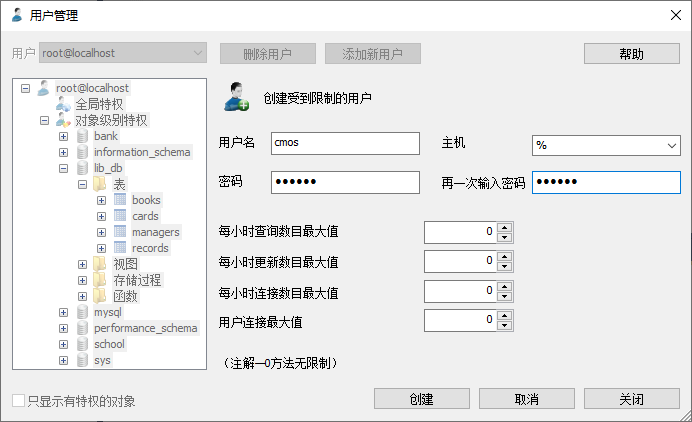 用户管理
用户 root@localhost 删除用户 添加新用户 帮助
root@localhost
全局特权
对象级别特权
bank
information_schema
lib_db
表
books
cards
managers
records
视图
存储过程
函数
mysql
performance_schema
school
sys
只显示有特权的对象
创建受到限制的用户
用户名 cmos 主机 %
密码 ●●●●●● 再一次输入密码 ●●●●●●
每小时查询数目最大值 0
每小时更新数目最大值 0
每小时连接数目最大值 0
用户连接最大值 0
（注解—0方法无限制）
创建 取消 关闭